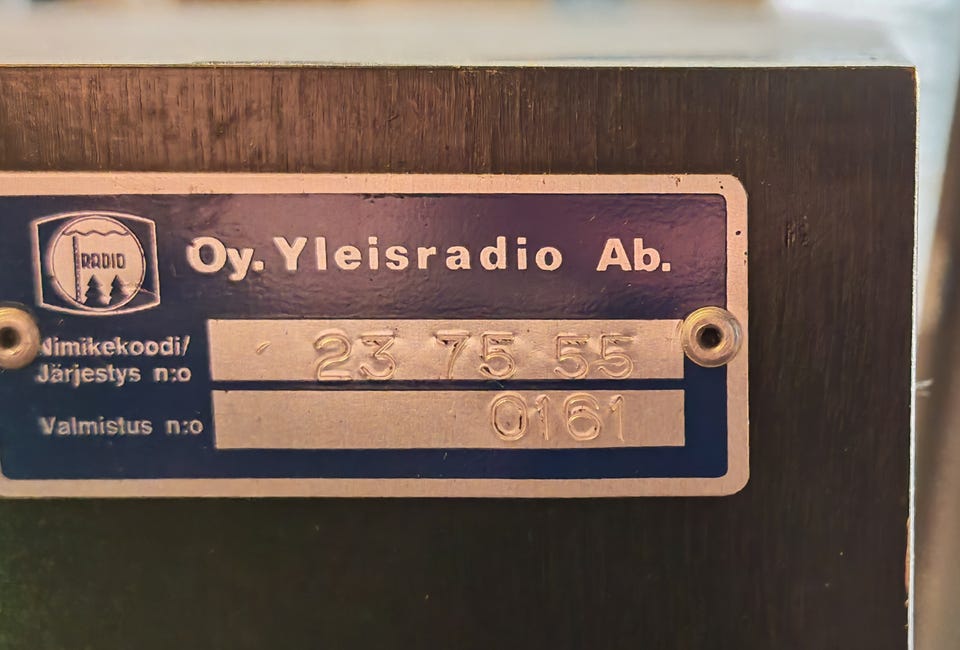 RADIO
Oy. Yleisradio Ab.
Nimikekoodi/
Järjestys n:o
23 75 55
Valmistus n:o
0161